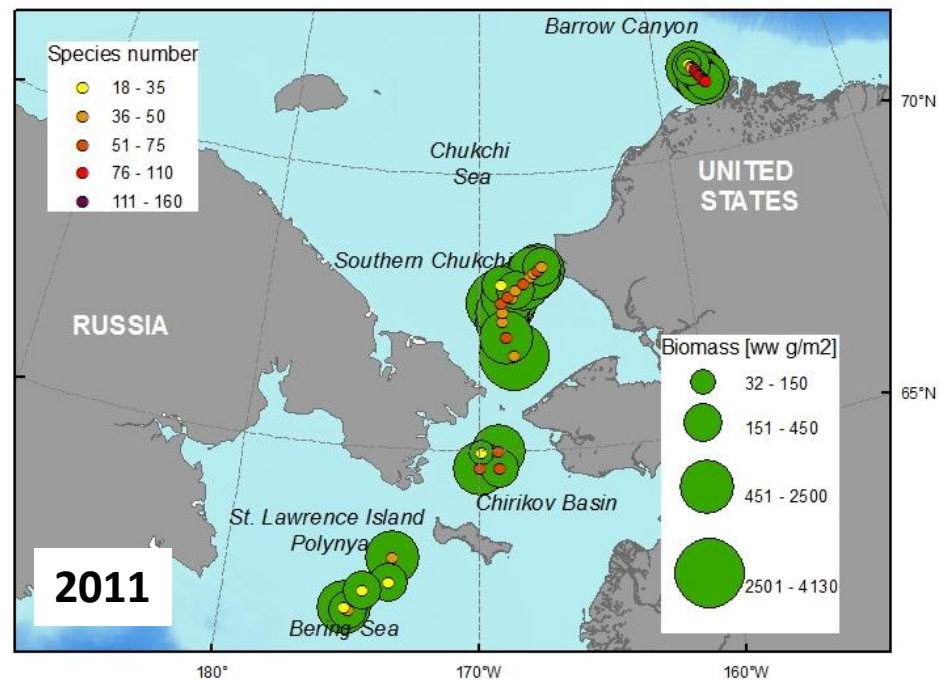 Barrow Canyon
Species number
18 - 35
36 - 50
51 - 75
76 - 110
111 - 160
70°N
Chukchi
Sea
UNITED
STATES
Southern Chukchi
RUSSIA
Biomass [ww g/m2]
32 - 150
151 - 450
451 - 2500
2501 - 4130
65°N
Chirikov Basin
St. Lawrence Island
Polynya
2011
Bering Sea
180°
170°W
160°W